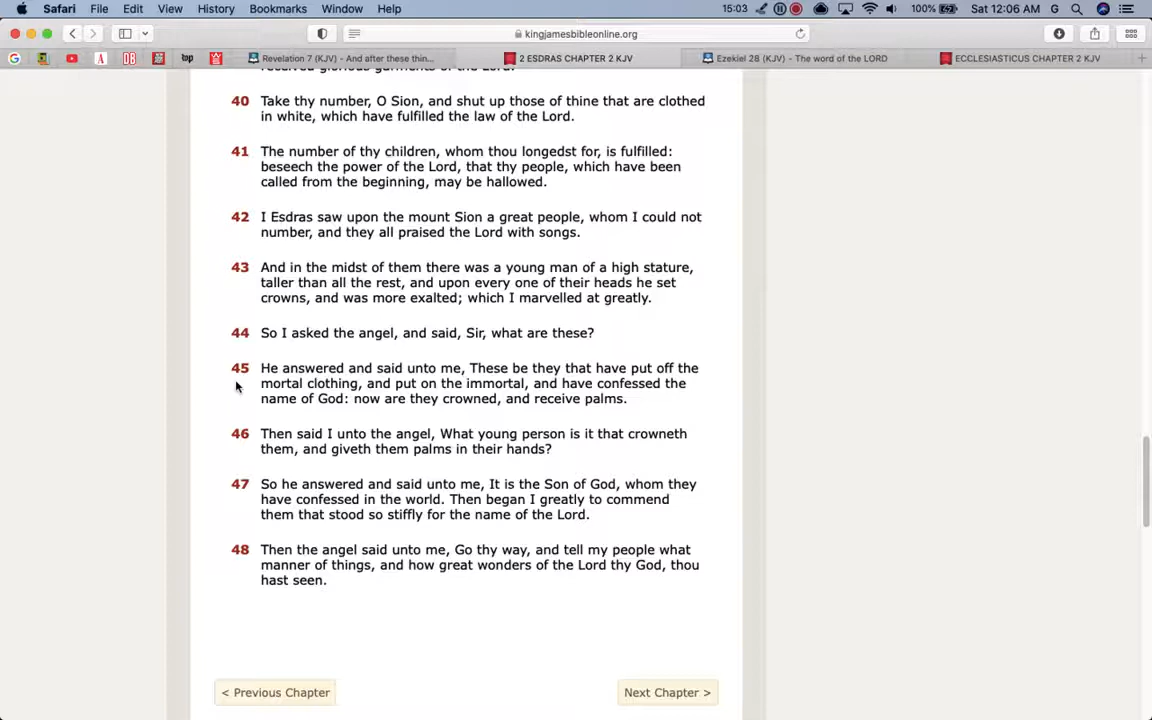 Safari File Edit View History Bookmarks Window Help 15:03 100% Sat 12:06 AM G
kingjamesbibleonline.org
Revelation 7 (KJV) - And after these thin... 2 ESDRAS CHAPTER 2 KJV Ezekiel 28 (KJV) - The word of the LORD ECCLESIASTICUS CHAPTER 2 KJV
received glorious garments of the Lord.
40 Take thy number, O Sion, and shut up those of thine that are clothed
in white, which have fulfilled the law of the Lord.
41 The number of thy children, whom thou longedst for, is fulfilled:
beseech the power of the Lord, that thy people, which have been
called from the beginning, may be hallowed.
42 I Esdras saw upon the mount Sion a great people, whom I could not
number, and they all praised the Lord with songs.
43 And in the midst of them there was a young man of a high stature,
taller than all the rest, and upon every one of their heads he set
crowns, and was more exalted; which I marvelled at greatly.
44 So I asked the angel, and said, Sir, what are these?
45 He answered and said unto me, These be they that have put off the
mortal clothing, and put on the immortal, and have confessed the
name of God: now are they crowned, and receive palms.
46 Then said I unto the angel, What young person is it that crowneth
them, and giveth them palms in their hands?
47 So he answered and said unto me, It is the Son of God, whom they
have confessed in the world. Then began I greatly to commend
them that stood so stiffly for the name of the Lord.
48 Then the angel said unto me, Go thy way, and tell my people what
manner of things, and how great wonders of the Lord thy God, thou
hast seen.
< Previous Chapter Next Chapter >